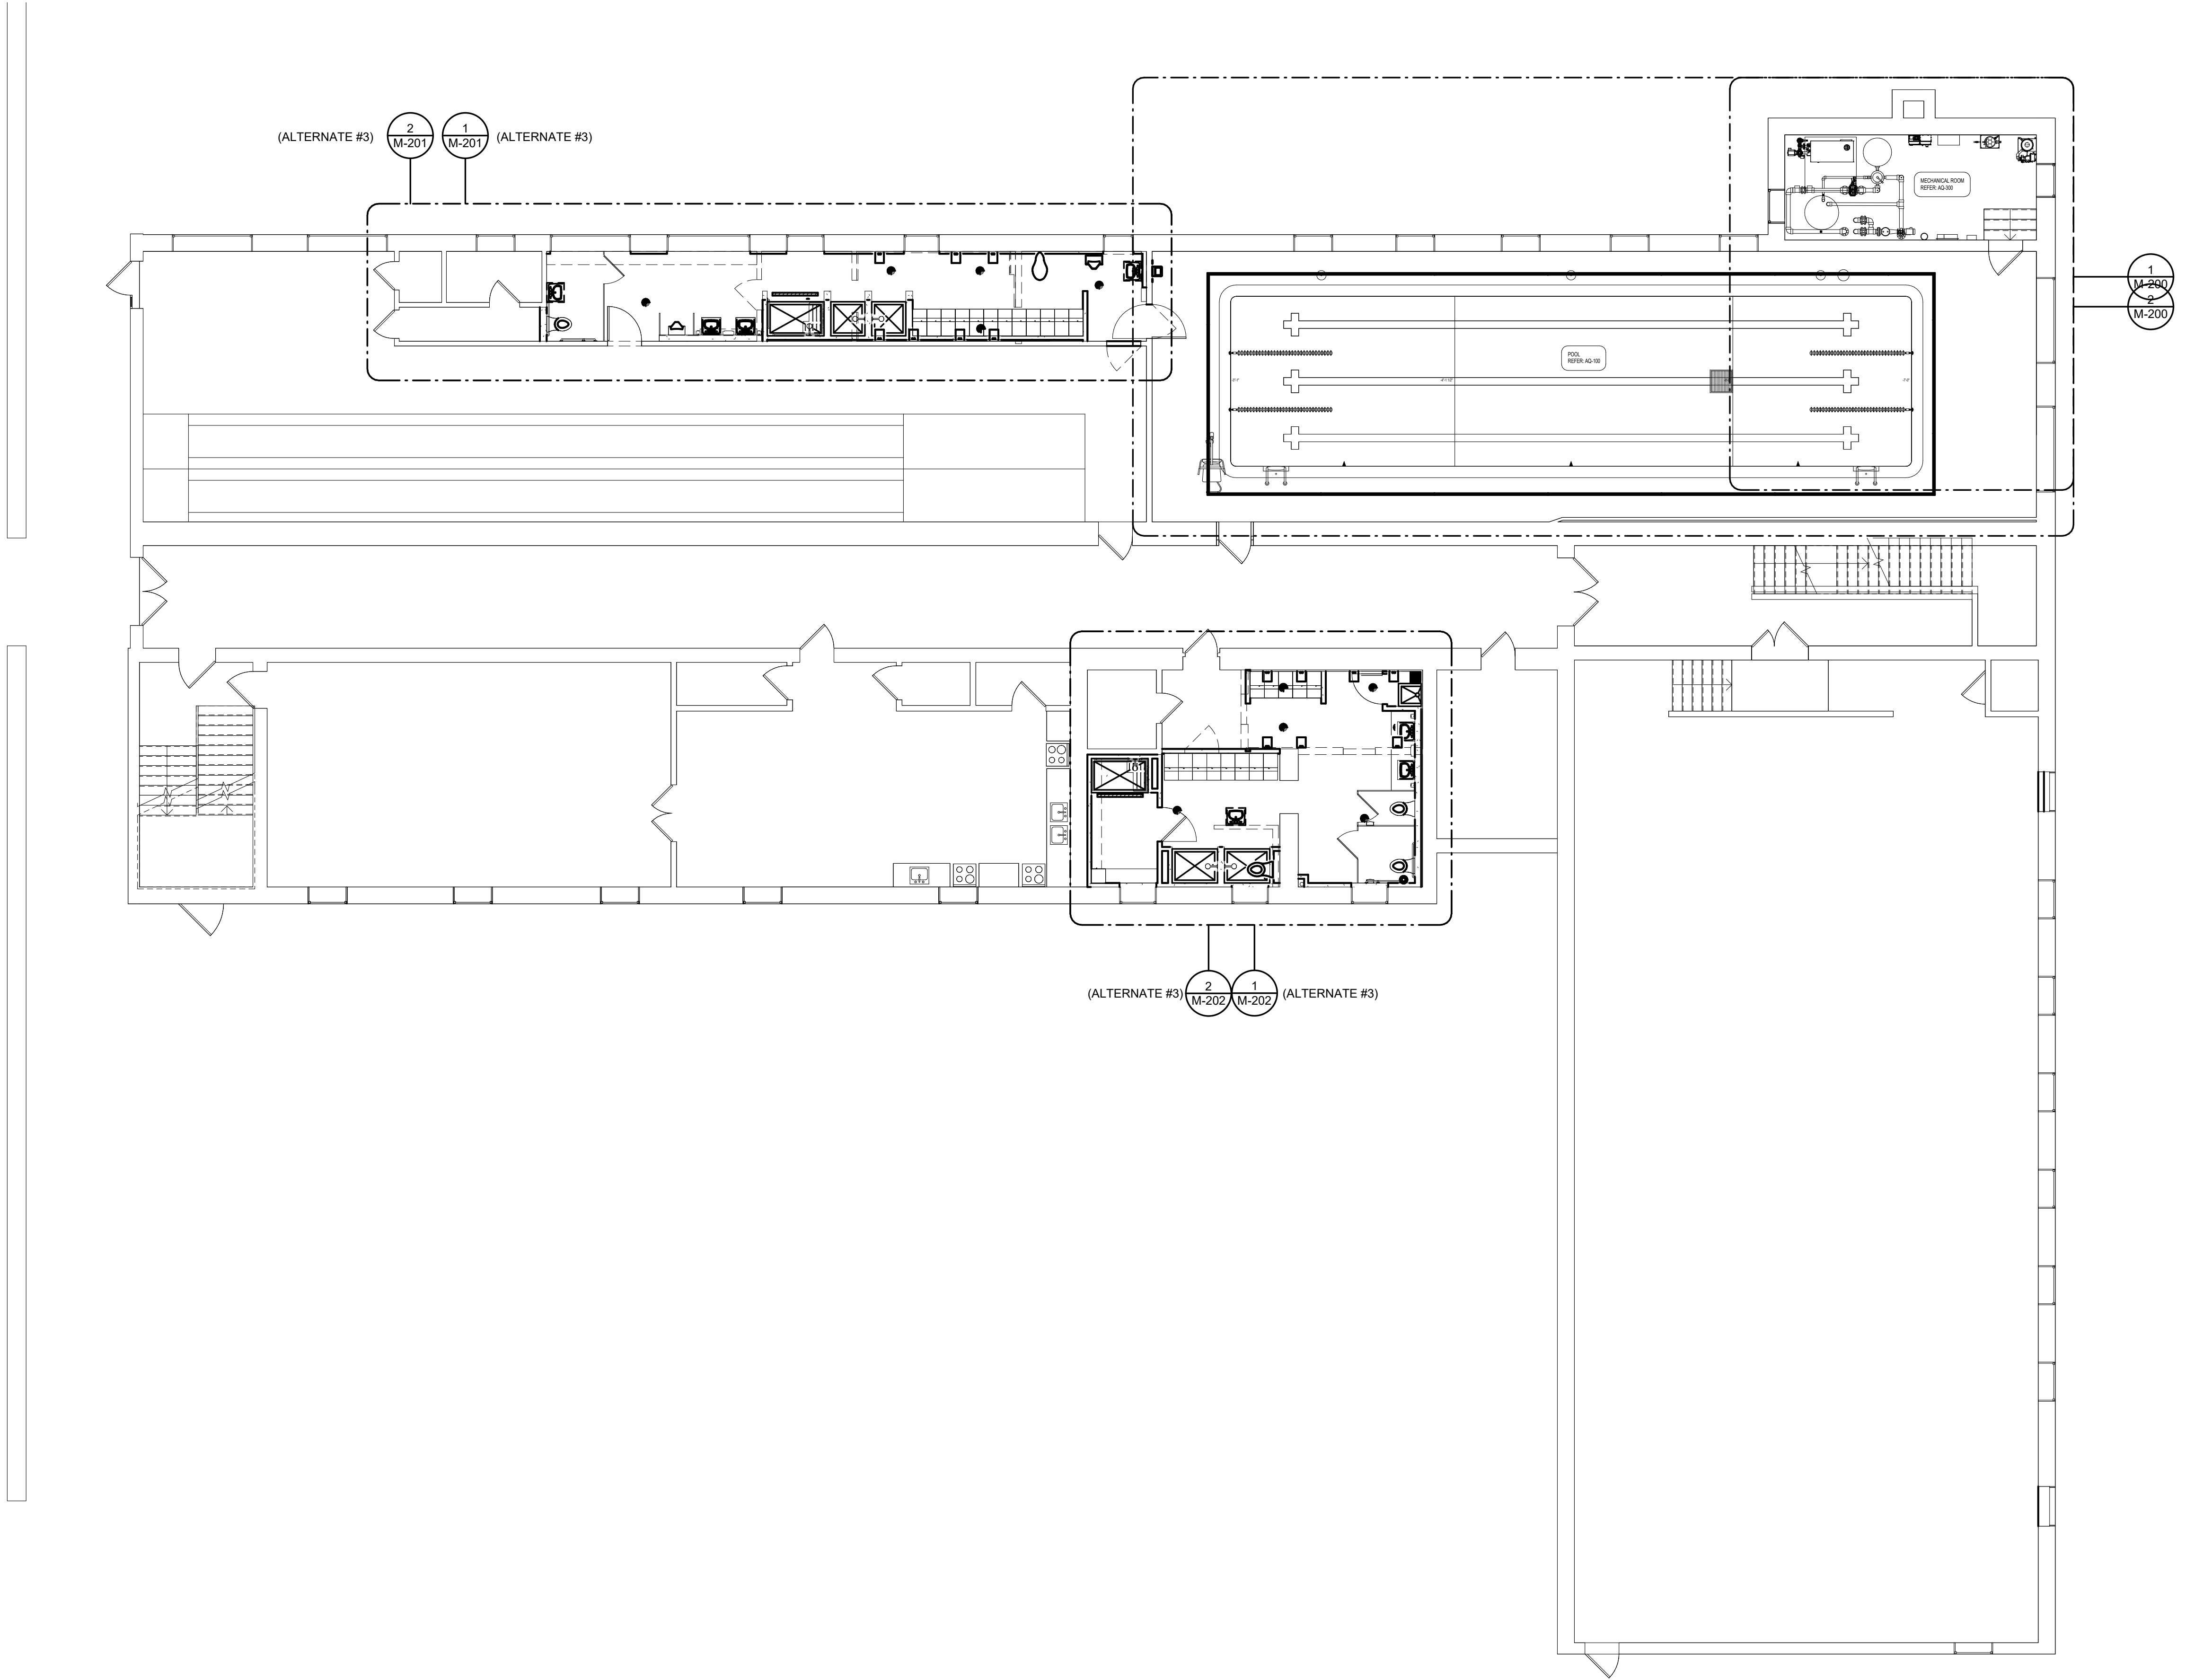 (ALTERNATE #3)
2
M-201
1
M-201
(ALTERNATE #3)
MECHANICAL ROOM
REFER: AQ-300
1
M-200
2
M-200
POOL
REFER: AQ-100
(ALTERNATE #3)
2
M-202
1
M-202
(ALTERNATE #3)